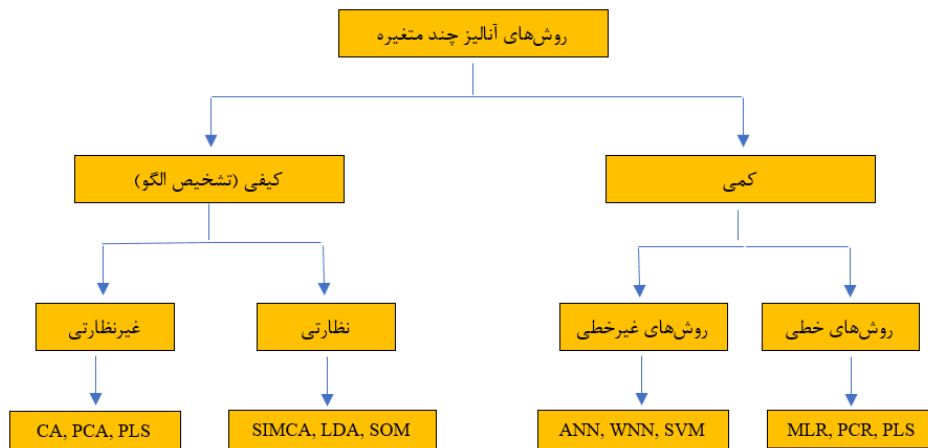 روش‌های آنالیز چند متغیره
کمی
کیفی (تشخیص الگو)
روش‌های خطی
روش‌های غیرخطی
نظارتی
غیرنظارتی
MLR, PCR, PLS
ANN, WNN, SVM
SIMCA, LDA, SOM
CA, PCA, PLS